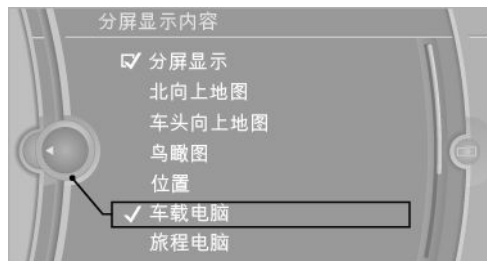 分屏显示内容
分屏显示
北向上地图
车头向上地图
鸟瞰图
位置
车载电脑
旅程电脑